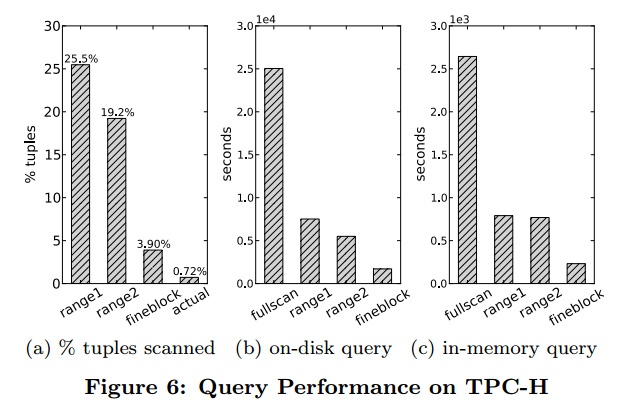 30
25
20
15
10
5
0
% tuples
25.5%
19.2%
3.90%
0.72%
range1
range2
fineblock
actual
(a) % tuples scanned
1e4
3.0
2.5
2.0
1.5
1.0
0.5
0.0
seconds
fullscan
range1
range2
fineblock
(b) on-disk query
1e3
3.0
2.5
2.0
1.5
1.0
0.5
0.0
seconds
fullscan
range1
range2
fineblock
(c) in-memory query
Figure 6: Query Performance on TPC-H